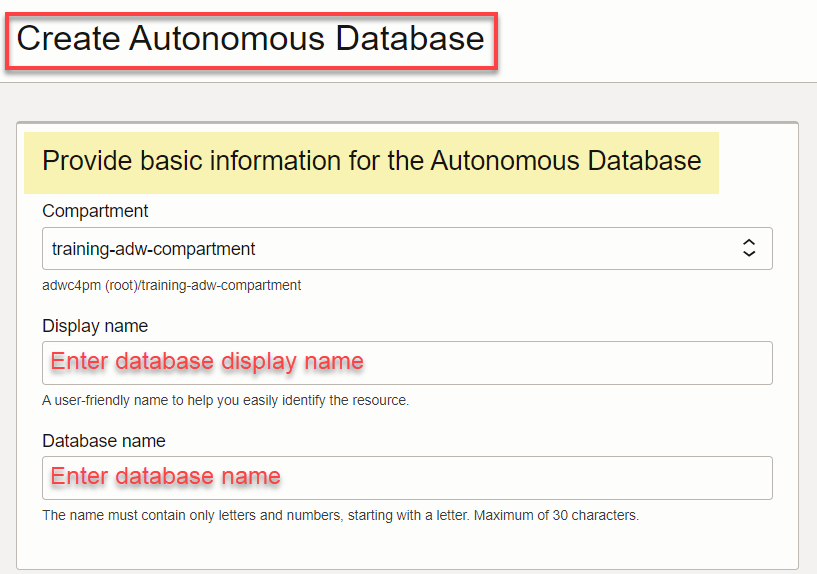 Create Autonomous Database
Provide basic information for the Autonomous Database
Compartment
training-adw-compartment
adwc4pm (root)/training-adw-compartment
Display name
Enter database display name
A user-friendly name to help you easily identify the resource.
Database name
Enter database name
The name must contain only letters and numbers, starting with a letter. Maximum of 30 characters.